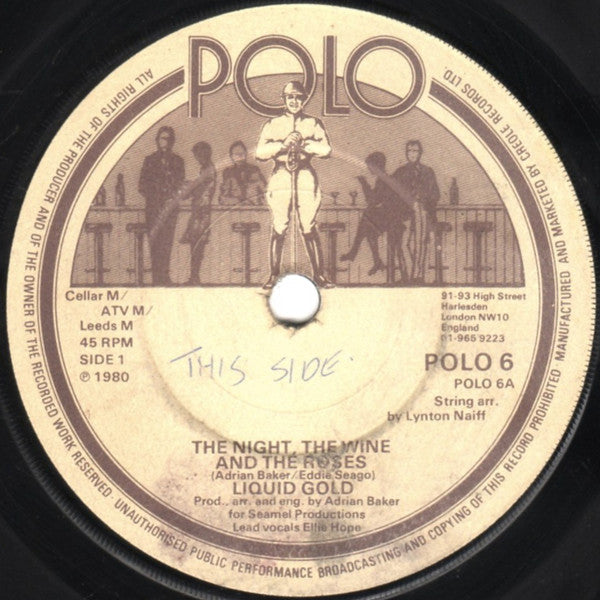 POLO
ALL RIGHTS OF THE PRODUCER AND OF THE OWNER OF THE RECORDED WORK RESERVED · UNAUTHORISED PUBLIC PERFORMANCE BROADCASTING AND COPYING OF THIS RECORD PROHIBITED · MANUFACTURED AND MARKETED BY CREOLE RECORDS LTD.
Cellar M/
ATV M/
Leeds M
45 RPM
SIDE 1
℗ 1980
91-93 High Street
Harlesden
London NW10
England
01-965 9223
POLO 6
POLO 6A
String arr.
by Lynton Naiff
THIS SIDE.
THE NIGHT, THE WINE
AND THE ROSES
(Adrian Baker/Eddie Seago)
LIQUID GOLD
Prod., arr. and eng. by Adrian Baker
for Seamel Productions
Lead vocals Ellie Hope